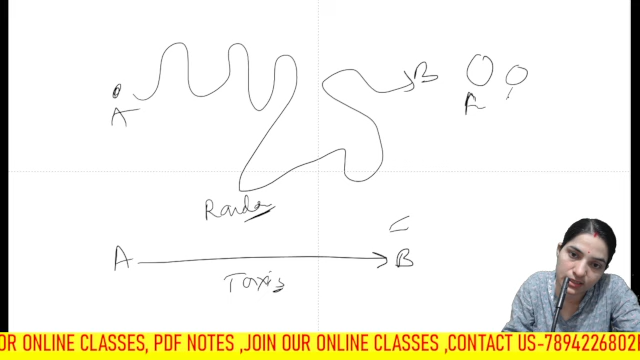 B
A
Random
A
B
Taxis
OR ONLINE CLASSES, PDF NOTES ,JOIN OUR ONLINE CLASSES ,CONTACT US-7894226802